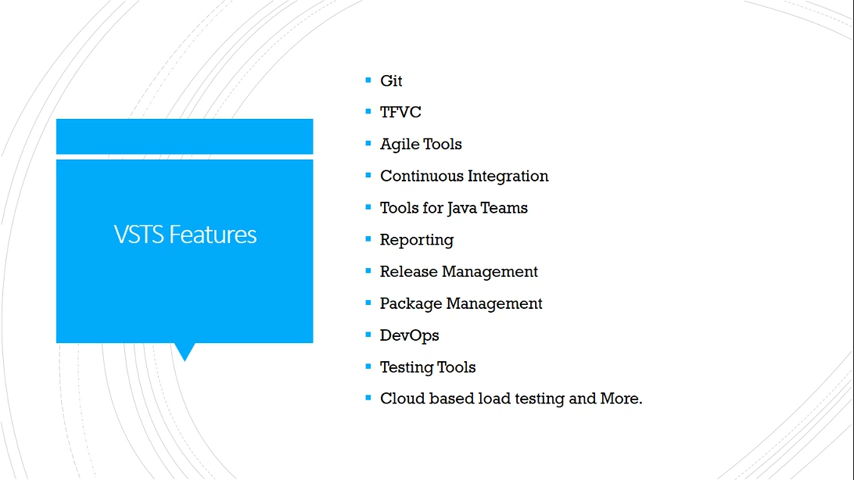 VSTS Features
Git
TFVC
Agile Tools
Continuous Integration
Tools for Java Teams
Reporting
Release Management
Package Management
DevOps
Testing Tools
Cloud based load testing and More.